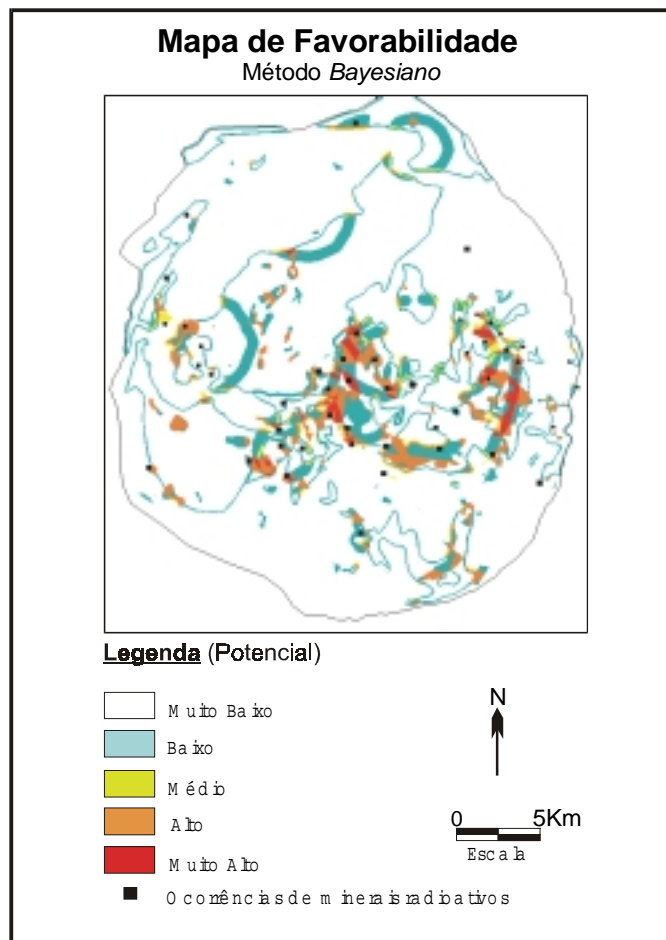 Mapa de Favorabilidade
Método Bayesiano
Legenda (Potencial)
Muito Baixo
Baixo
Médio
Alto
Muito Alto
Ocorrências de minerais radioativos
N
0 5Km
Escala